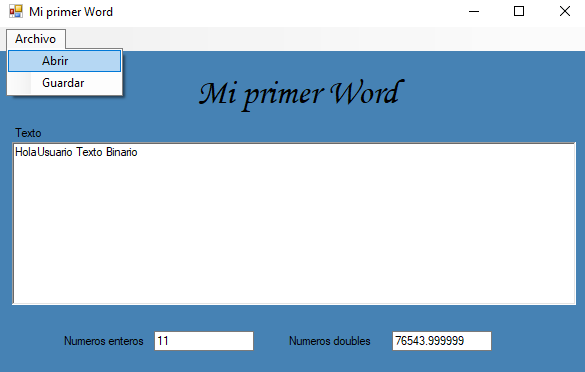 Mi primer Word
Archivo
Abrir
Guardar
Mi primer Word
Texto
HolaUsuario Texto Binario
Numeros enteros 11 Numeros doubles 76543.999999